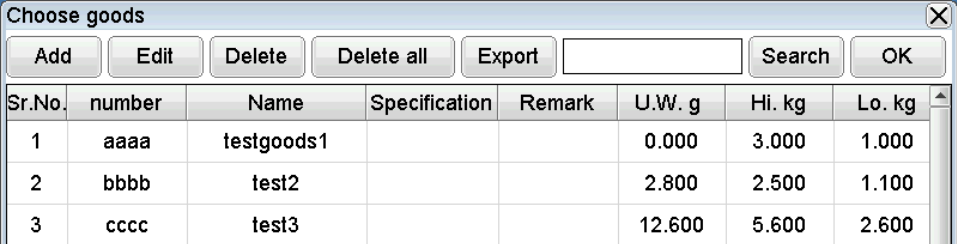 Choose goods
Add Edit Delete Delete all Export Search OK
Sr.No. number Name Specification Remark U.W. g Hi. kg Lo. kg
1 aaaa testgoods1 0.000 3.000 1.000
2 bbbb test2 2.800 2.500 1.100
3 cccc test3 12.600 5.600 2.600